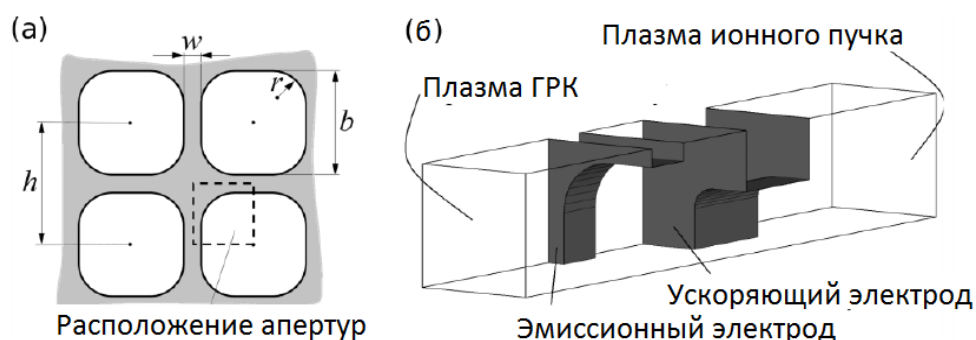 (а)
w
r
b
h
Расположение апертур
(б)
Плазма ионного пучка
Плазма ГРК
Ускоряющий электрод
Эмиссионный электрод